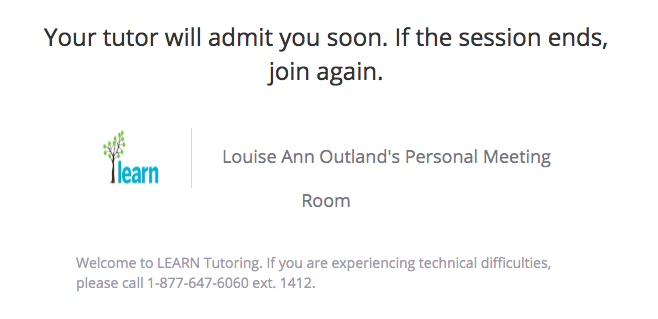 Your tutor will admit you soon. If the session ends,
join again.
learn
Louise Ann Outland's Personal Meeting
Room
Welcome to LEARN Tutoring. If you are experiencing technical difficulties,
please call 1-877-647-6060 ext. 1412.